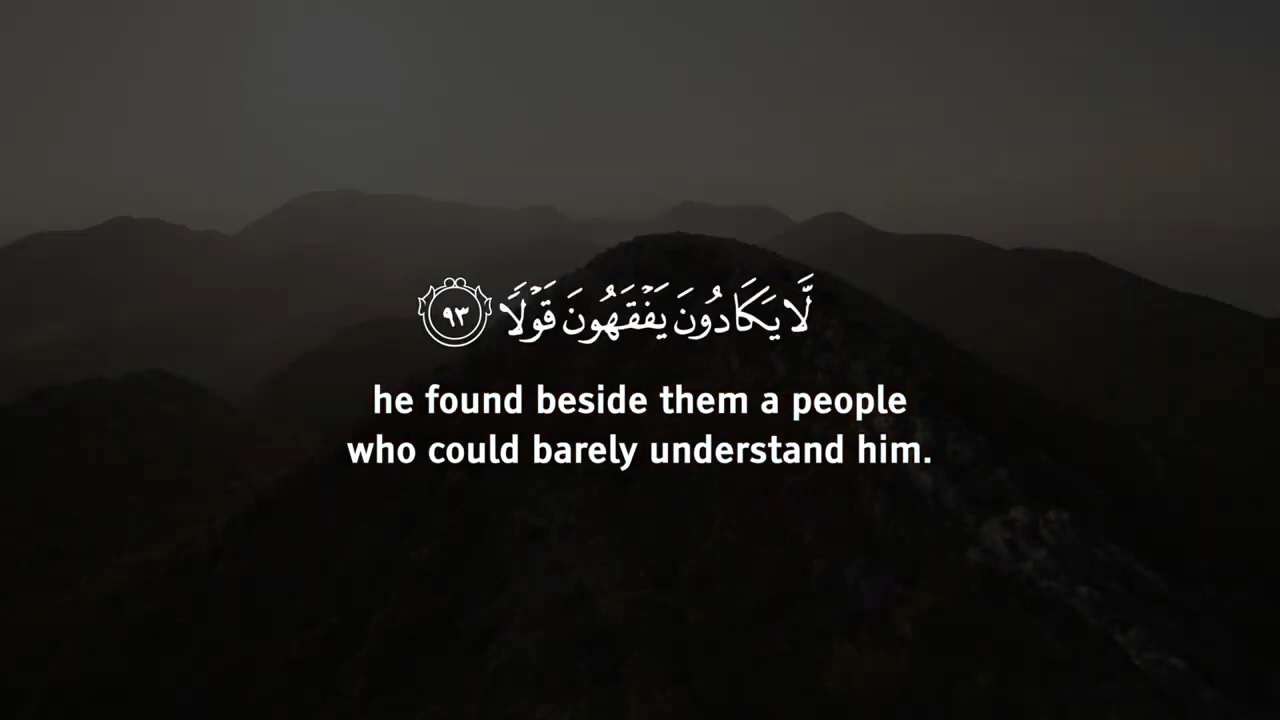 لَّا يَكَادُونَ يَفْقَهُونَ قَوْلًا ٩٣
he found beside them a people
who could barely understand him.